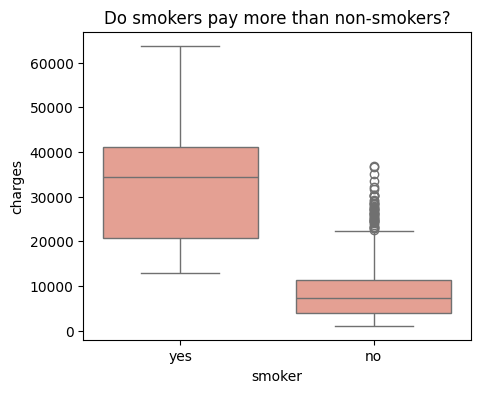 Do smokers pay more than non-smokers?
60000
50000
40000
30000
20000
10000
0
charges
yes
no
smoker